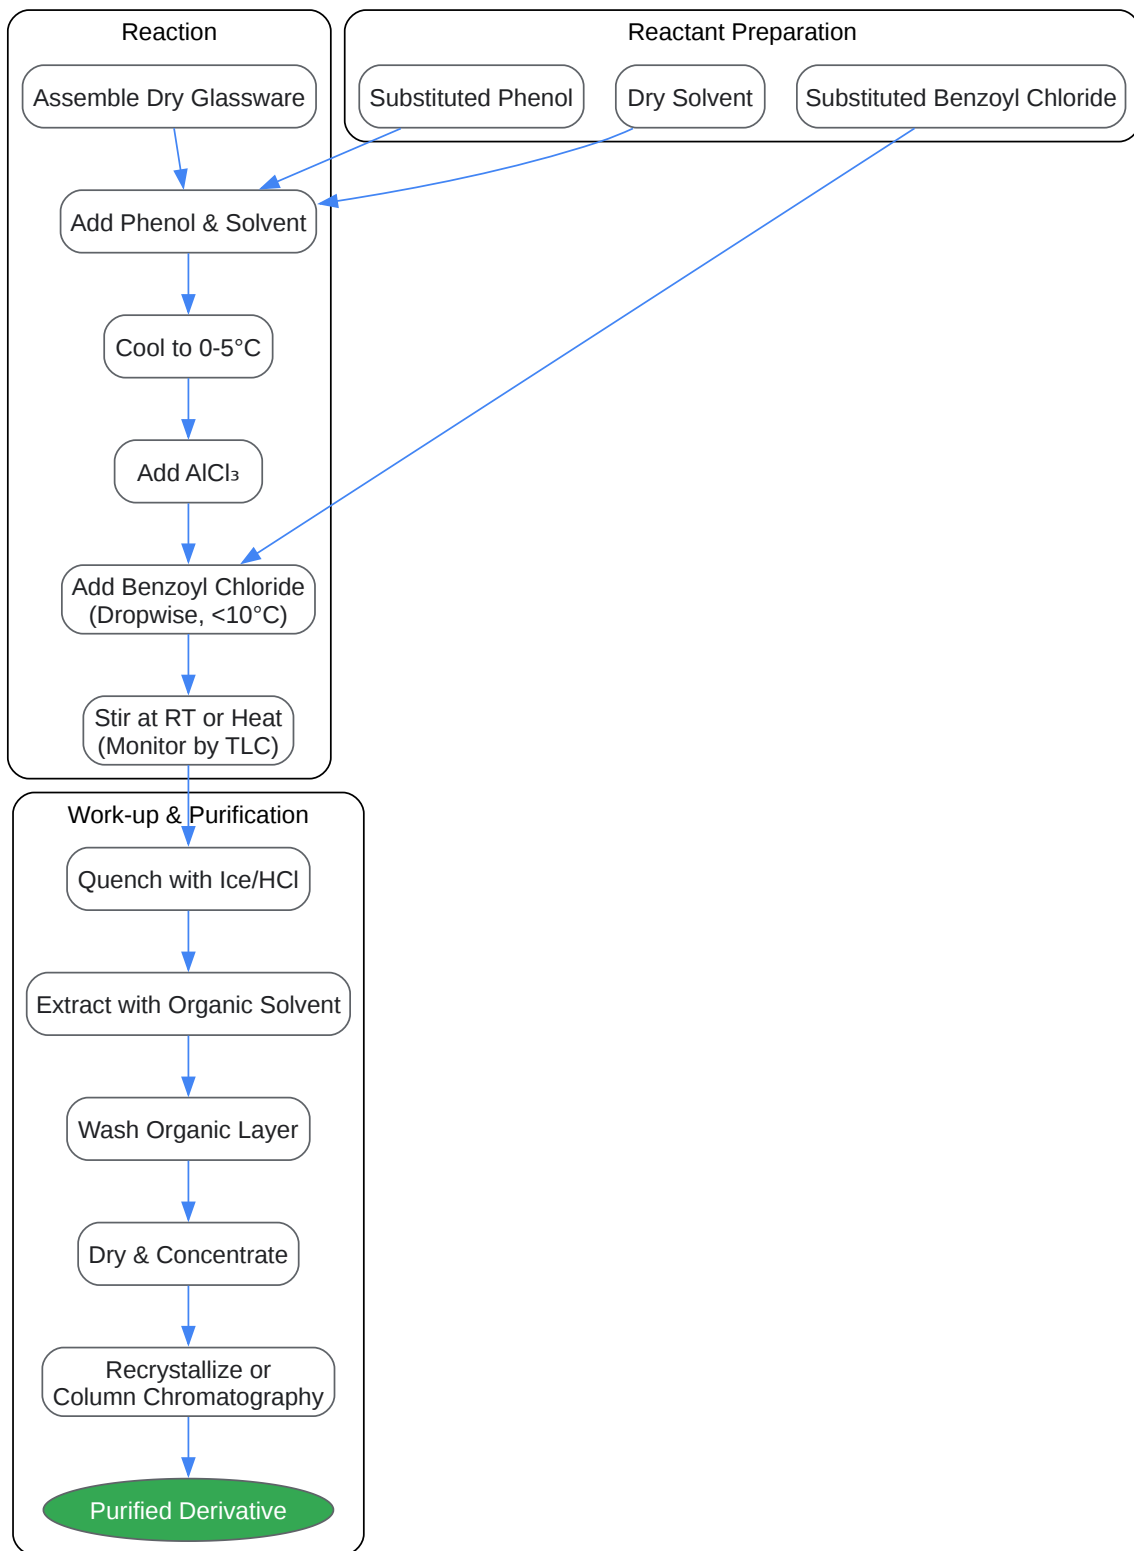 Reaction
Assemble Dry Glassware
Reactant Preparation
Substituted Phenol
Dry Solvent
Substituted Benzoyl Chloride
Add Phenol & Solvent
Cool to 0-5°C
Add AlCl₃
Add Benzoyl Chloride
(Dropwise, <10°C)
Stir at RT or Heat
(Monitor by TLC)
Work-up & Purification
Quench with Ice/HCl
Extract with Organic Solvent
Wash Organic Layer
Dry & Concentrate
Recrystallize or
Column Chromatography
Purified Derivative